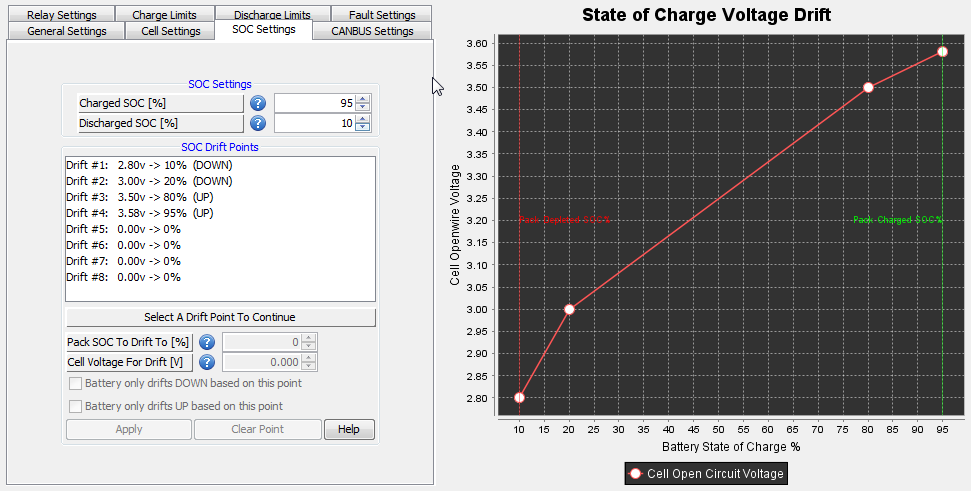 Relay Settings
Charge Limits
Discharge Limits
Fault Settings
General Settings
Cell Settings
SOC Settings
CANBUS Settings
SOC Settings
Charged SOC [%]
?
95
Discharged SOC [%]
?
10
SOC Drift Points
Drift #1: 2.80v -> 10% (DOWN)
Drift #2: 3.00v -> 20% (DOWN)
Drift #3: 3.50v -> 80% (UP)
Drift #4: 3.58v -> 95% (UP)
Drift #5: 0.00v -> 0%
Drift #6: 0.00v -> 0%
Drift #7: 0.00v -> 0%
Drift #8: 0.00v -> 0%
Select A Drift Point To Continue
Pack SOC To Drift To [%]
?
0
Cell Voltage For Drift [V]
?
0.000
Battery only drifts DOWN based on this point
Battery only drifts UP based on this point
Apply
Clear Point
Help
State of Charge Voltage Drift
Cell Openwire Voltage
3.60
3.55
3.50
3.45
3.40
3.35
3.30
3.25
3.20
3.15
3.10
3.05
3.00
2.95
2.90
2.85
2.80
Pack Depleted SOC%
Pack Charged SOC%
10 15 20 25 30 35 40 45 50 55 60 65 70 75 80 85 90 95
Battery State of Charge %
Cell Open Circuit Voltage